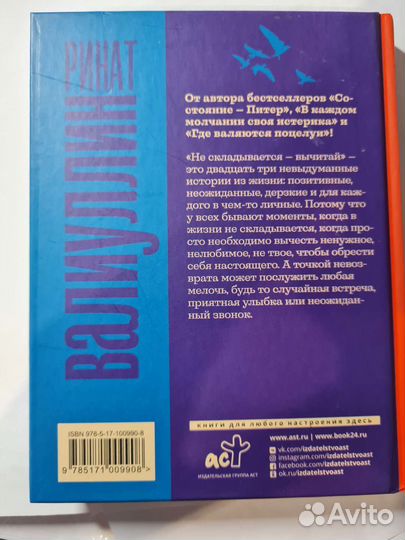 РИНАТ
ВАЛИУЛЛИН
От автора бестселлеров «Со-
стояние – Питер», «В каждом
молчании своя истерика» и
«Где валяются поцелуи»!
«Не складывается – вычитай» –
это двадцать три невыдуманные
истории из жизни: позитивные,
неожиданные, дерзкие и для каж-
дого в чем-то личные. Потому что
у всех бывают моменты, когда в
жизни не складывается, когда про-
сто необходимо вычесть ненужное,
нелюбимое, не твое, чтобы обрести
себя настоящего. А точкой невоз-
врата может послужить любая
мелочь, будь то случайная встреча,
приятная улыбка или неожидан-
ный звонок.
ISBN 978-5-17-100990-8
9 785171 009908 >
книги для любого настроения здесь
аст
ИЗДАТЕЛЬСКАЯ ГРУППА АСТ
www.ast.ru | www.book24.ru
vk.com/izdatelstvoast
instagram.com/izdatelstvoast
facebook.com/izdatelstvoast
ok.ru/izdatelstvoast
Avito